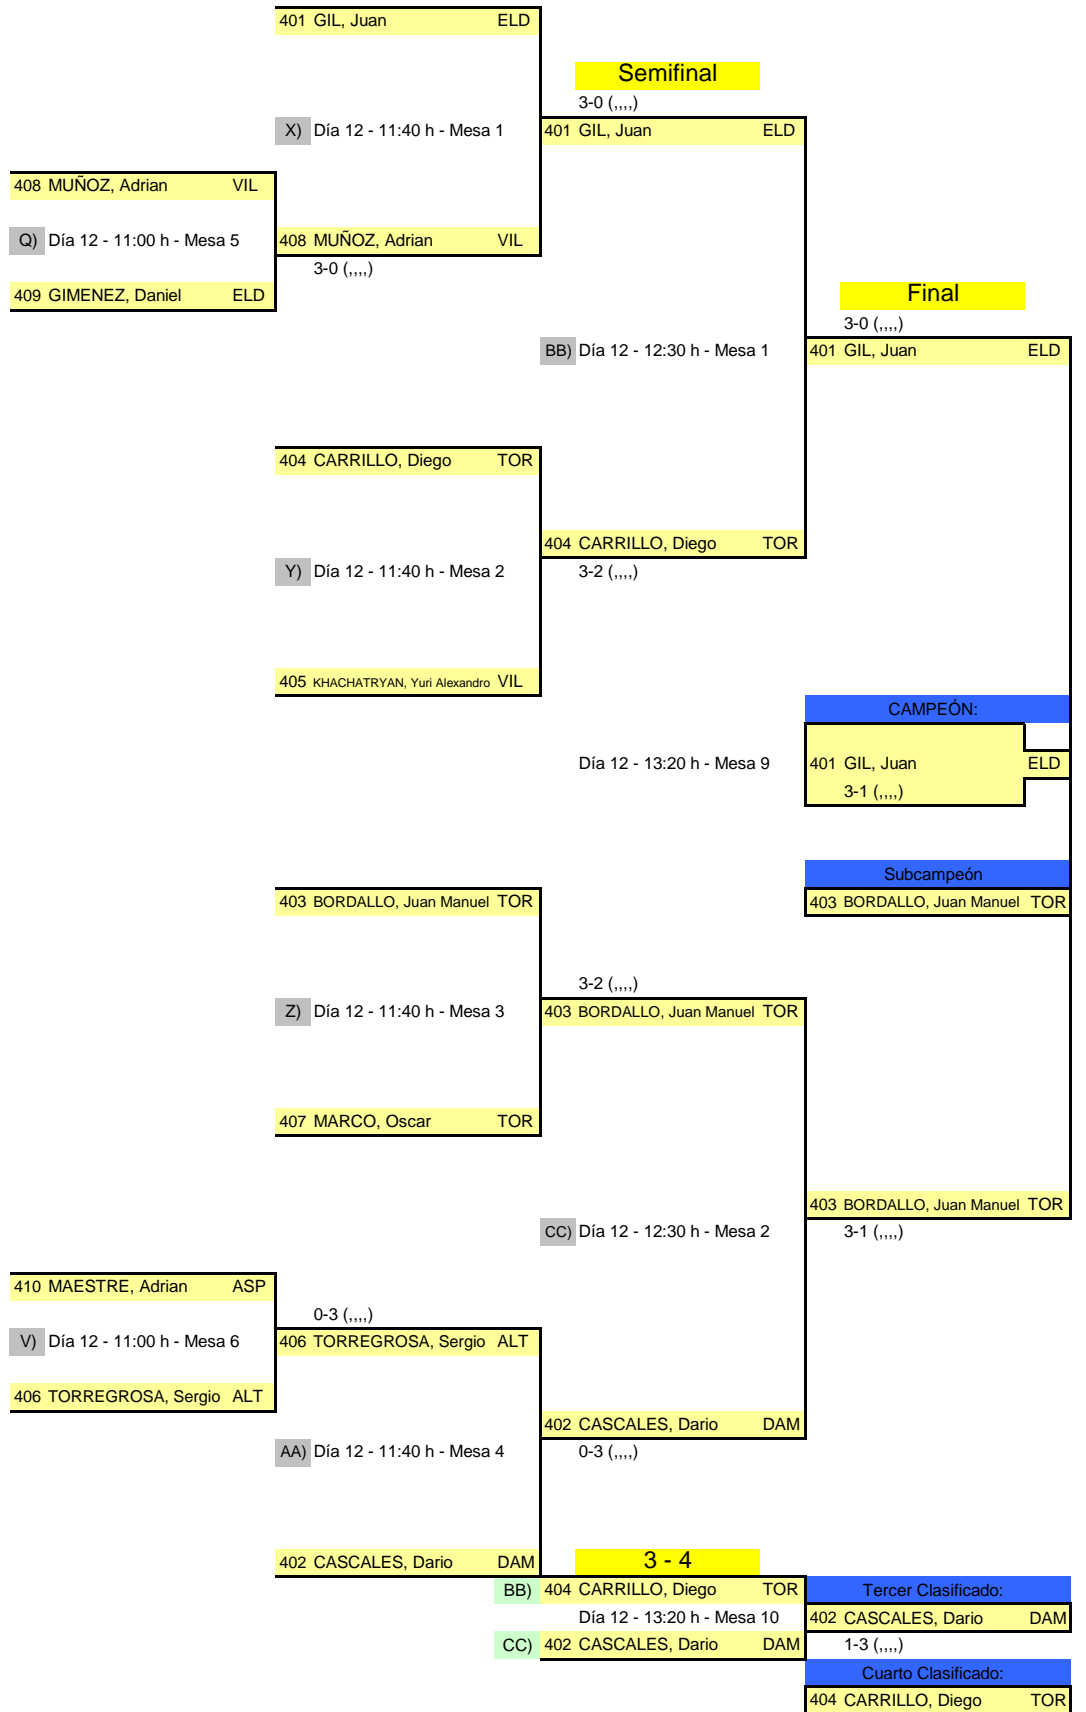 401 GIL, Juan ELD
Semifinal
3-0 (,,,,)
X) Día 12 - 11:40 h - Mesa 1
401 GIL, Juan ELD
408 MUÑOZ, Adrian VIL
Q) Día 12 - 11:00 h - Mesa 5
408 MUÑOZ, Adrian VIL
3-0 (,,,,)
409 GIMENEZ, Daniel ELD
Final
3-0 (,,,,)
BB) Día 12 - 12:30 h - Mesa 1
401 GIL, Juan ELD
404 CARRILLO, Diego TOR
404 CARRILLO, Diego TOR
Y) Día 12 - 11:40 h - Mesa 2
3-2 (,,,,)
405 KHACHATRYAN, Yuri Alexandro VIL
CAMPEÓN:
Día 12 - 13:20 h - Mesa 9
401 GIL, Juan ELD
3-1 (,,,,)
Subcampeón
403 BORDALLO, Juan Manuel TOR
403 BORDALLO, Juan Manuel TOR
3-2 (,,,,)
Z) Día 12 - 11:40 h - Mesa 3
403 BORDALLO, Juan Manuel TOR
407 MARCO, Oscar TOR
403 BORDALLO, Juan Manuel TOR
CC) Día 12 - 12:30 h - Mesa 2
3-1 (,,,,)
410 MAESTRE, Adrian ASP
0-3 (,,,,)
V) Día 12 - 11:00 h - Mesa 6
406 TORREGROSA, Sergio ALT
406 TORREGROSA, Sergio ALT
402 CASCALES, Dario DAM
AA) Día 12 - 11:40 h - Mesa 4
0-3 (,,,,)
402 CASCALES, Dario DAM
3 - 4
BB) 404 CARRILLO, Diego TOR
Tercer Clasificado:
Día 12 - 13:20 h - Mesa 10
402 CASCALES, Dario DAM
CC) 402 CASCALES, Dario DAM
1-3 (,,,,)
Cuarto Clasificado:
404 CARRILLO, Diego TOR